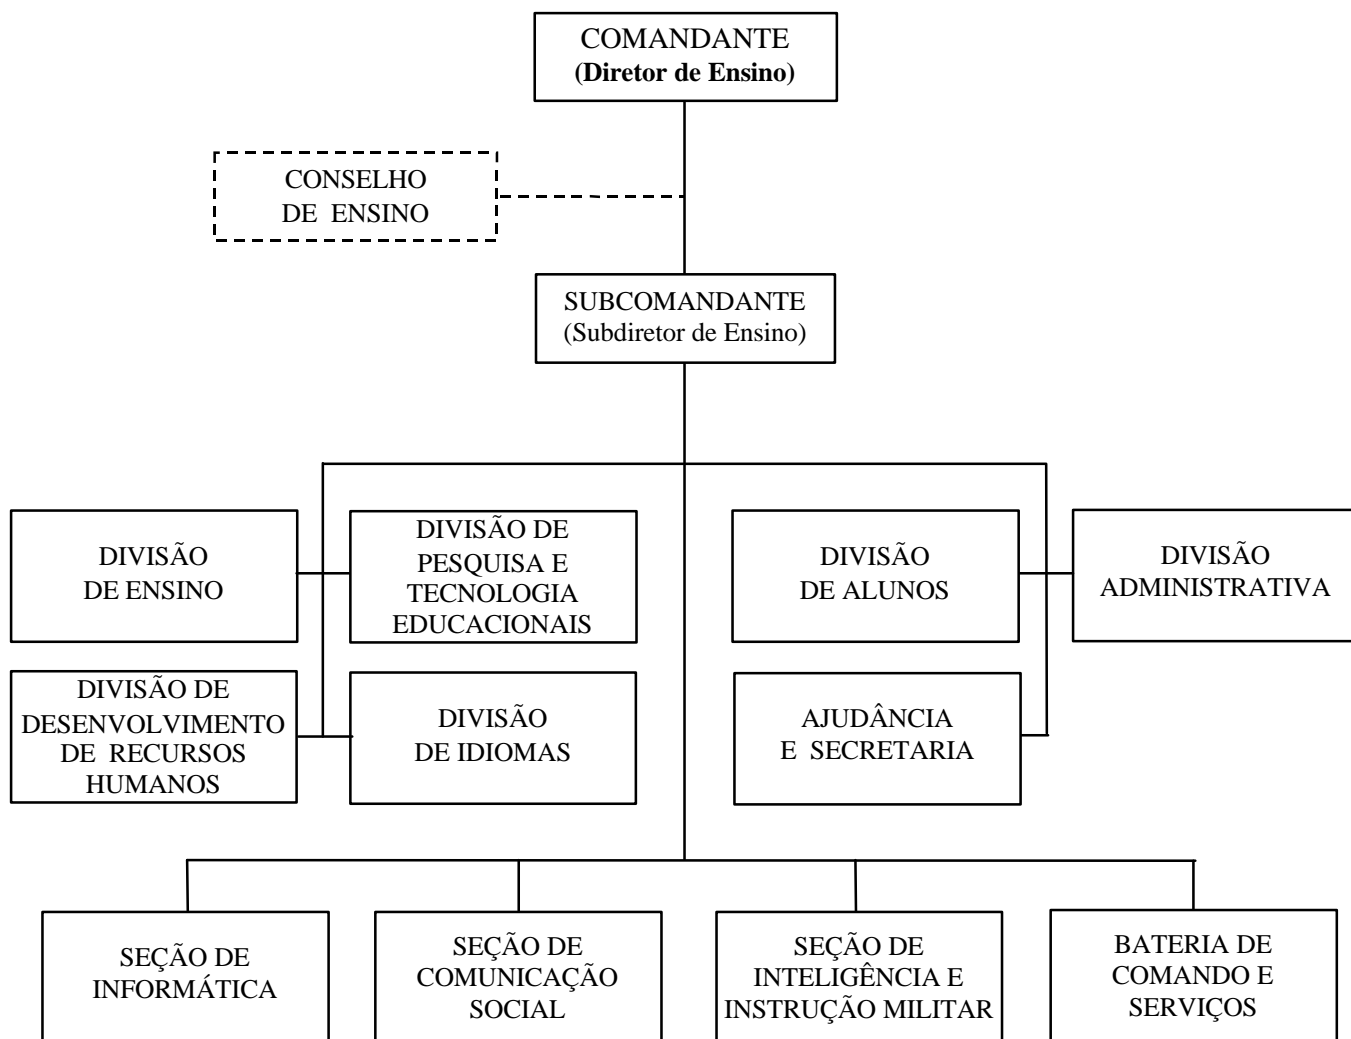 COMANDANTE
(Diretor de Ensino)
CONSELHO
DE ENSINO
SUBCOMANDANTE
(Subdiretor de Ensino)
DIVISÃO
DE ENSINO
DIVISÃO DE
PESQUISA E
TECNOLOGIA
EDUCACIONAIS
DIVISÃO
DE ALUNOS
DIVISÃO
ADMINISTRATIVA
DIVISÃO DE
DESENVOLVIMENTO
DE RECURSOS
HUMANOS
DIVISÃO
DE IDIOMAS
AJUDÂNCIA
E SECRETARIA
SEÇÃO DE
INFORMÁTICA
SEÇÃO DE
COMUNICAÇÃO
SOCIAL
SEÇÃO DE
INTELIGÊNCIA E
INSTRUÇÃO MILITAR
BATERIA DE
COMANDO E
SERVIÇOS